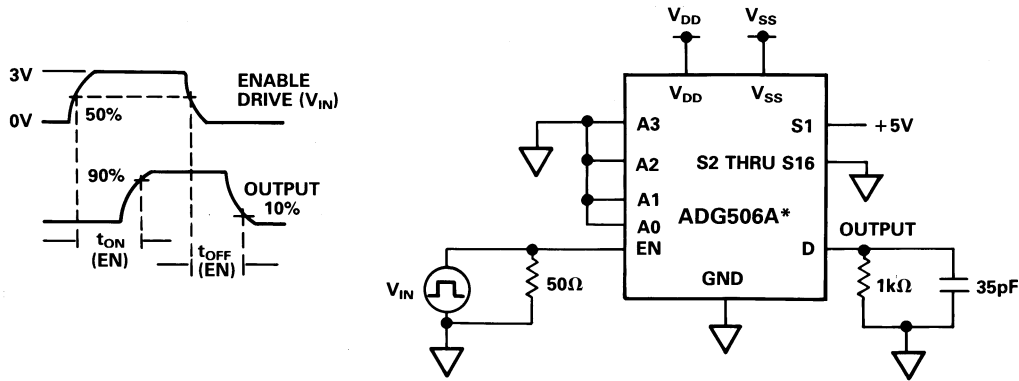 3V
0V
50%
ENABLE
DRIVE (VIN)
90%
OUTPUT
10%
tON
(EN)
tOFF
(EN)
VDD
VSS
VDD
VSS
A3
A2
A1
A0
EN
S1
+5V
S2 THRU S16
ADG506A*
D
GND
OUTPUT
VIN
50Ω
1kΩ
35pF